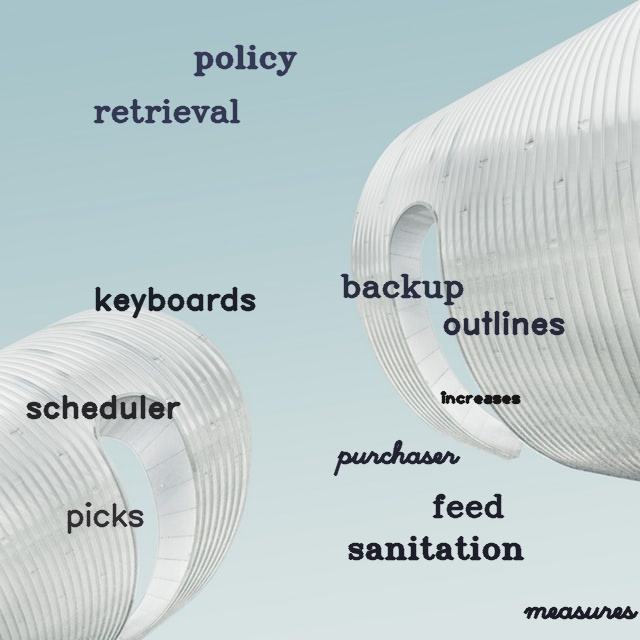 policy
retrieval
backup
keyboards
outlines
increases
scheduler
purchaser
feed
picks
sanitation
measures